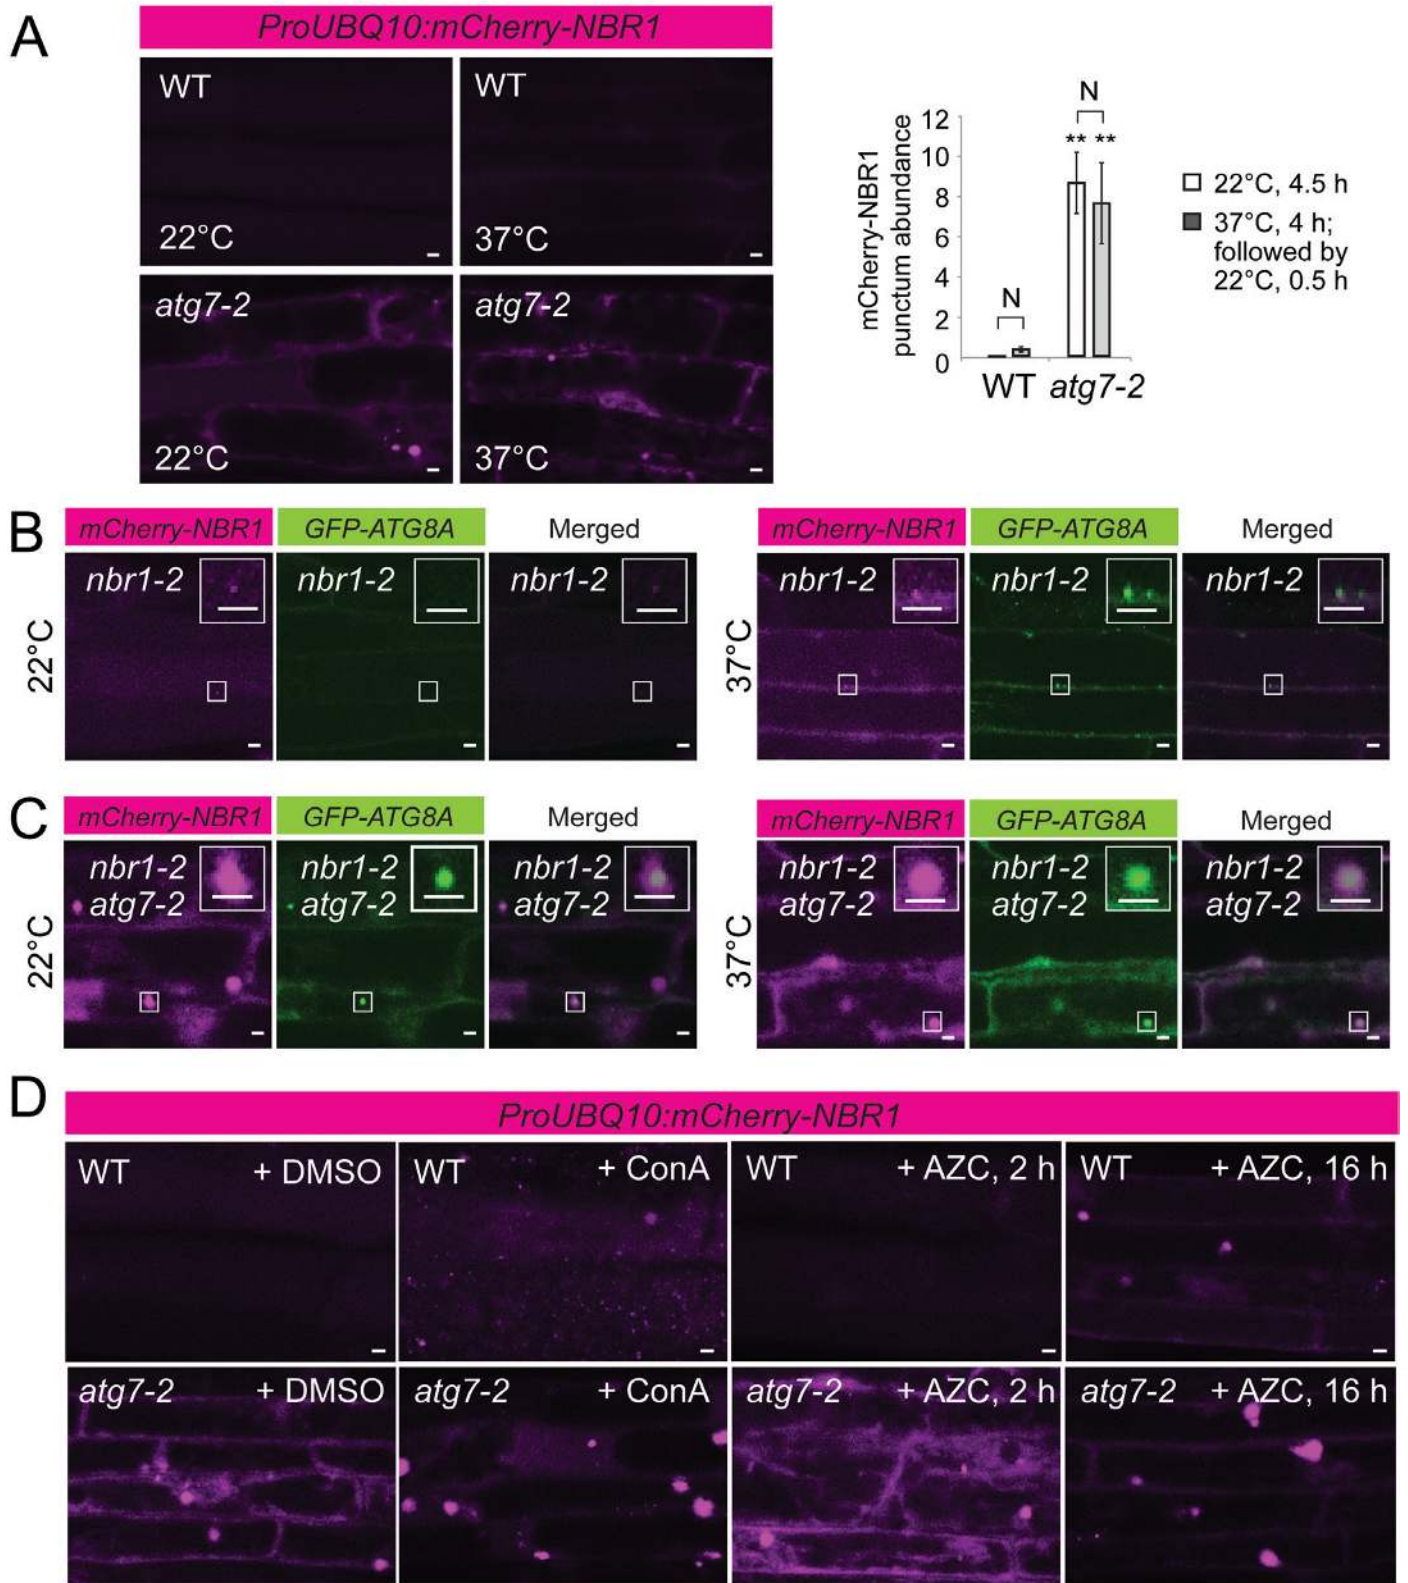 A
ProUBQ10:mCherry-NBR1
WT
22°C
WT
37°C
atg7-2
22°C
atg7-2
37°C
mCherry-NBR1
punctum abundance
12
10
8
6
4
2
0
N
N
** **
WT atg7-2
22°C, 4.5 h
37°C, 4 h;
followed by
22°C, 0.5 h
B
22°C
mCherry-NBR1
GFP-ATG8A
Merged
nbr1-2
nbr1-2
nbr1-2
37°C
mCherry-NBR1
GFP-ATG8A
Merged
nbr1-2
nbr1-2
nbr1-2
C
22°C
mCherry-NBR1
GFP-ATG8A
Merged
nbr1-2
atg7-2
nbr1-2
atg7-2
nbr1-2
atg7-2
37°C
mCherry-NBR1
GFP-ATG8A
Merged
nbr1-2
atg7-2
nbr1-2
atg7-2
nbr1-2
atg7-2
D
ProUBQ10:mCherry-NBR1
WT + DMSO
WT + ConA
WT + AZC, 2 h
WT + AZC, 16 h
atg7-2 + DMSO
atg7-2 + ConA
atg7-2 + AZC, 2 h
atg7-2 + AZC, 16 h